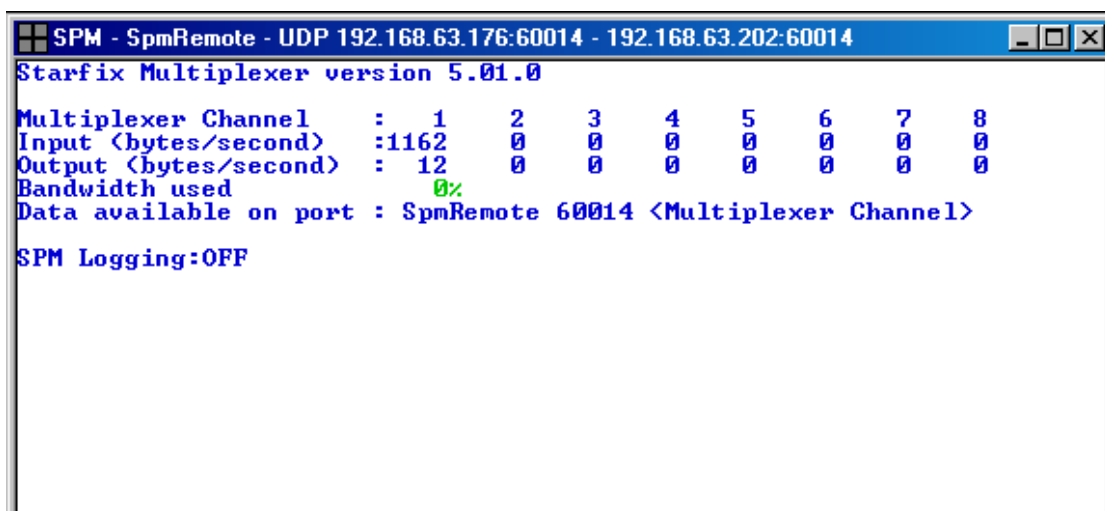 SPM - SpmRemote - UDP 192.168.63.176:60014 - 192.168.63.202:60014
Starfix Multiplexer version 5.01.0
Multiplexer Channel : 1 2 3 4 5 6 7 8
Input (bytes/second) :1162 0 0 0 0 0 0 0
Output (bytes/second) : 12 0 0 0 0 0 0 0
Bandwidth used 0%
Data available on port : SpmRemote 60014 <Multiplexer Channel>
SPM Logging:OFF